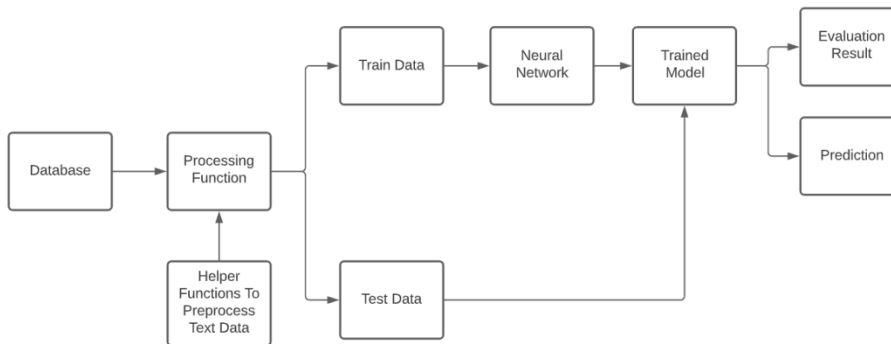 Database
Processing
Function
Helper
Functions To
Preprocess
Text Data
Train Data
Test Data
Neural
Network
Trained
Model
Evaluation
Result
Prediction